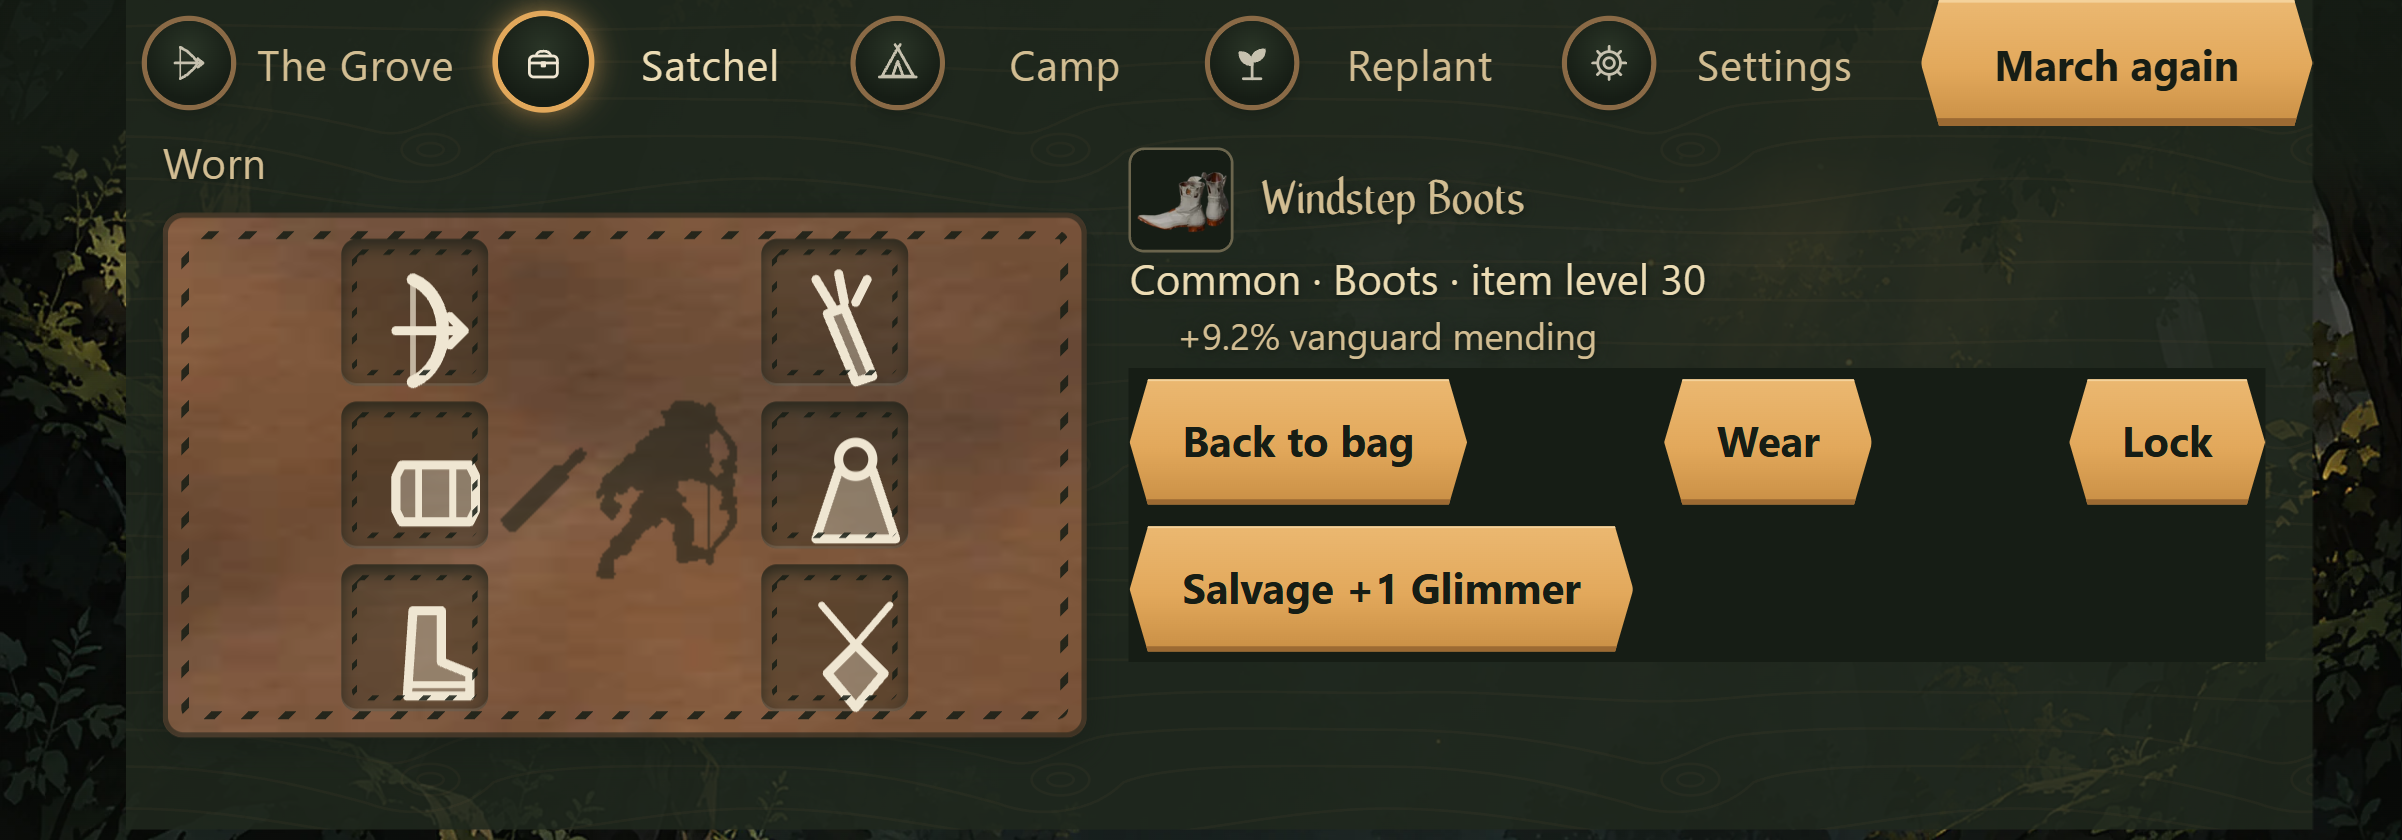 The Grove
Satchel
Camp
Replant
Settings
March again
Worn
Windstep Boots
Common · Boots · item level 30
+9.2% vanguard mending
Back to bag
Wear
Lock
Salvage +1 Glimmer